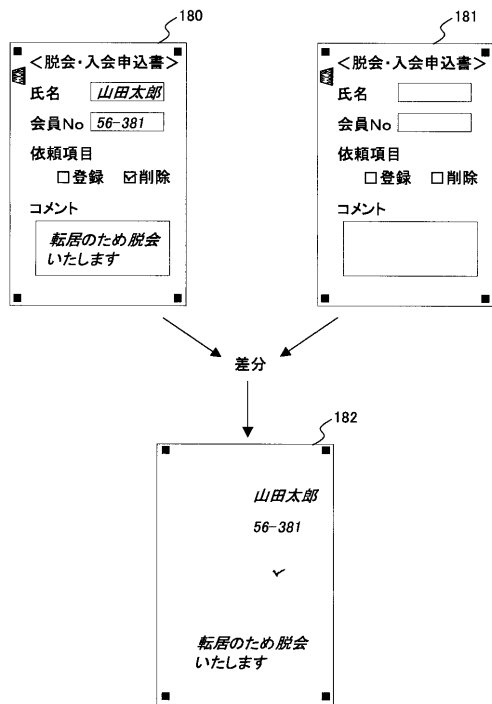 180
<脱会・入会申込書>
氏名 山田太郎
会員No 56-381
依頼項目
□登録 ☑削除
コメント
転居のため脱会
いたします
181
<脱会・入会申込書>
氏名
会員No
依頼項目
□登録 □削除
コメント
差分
182
山田太郎
56-381
✓
転居のため脱会
いたします